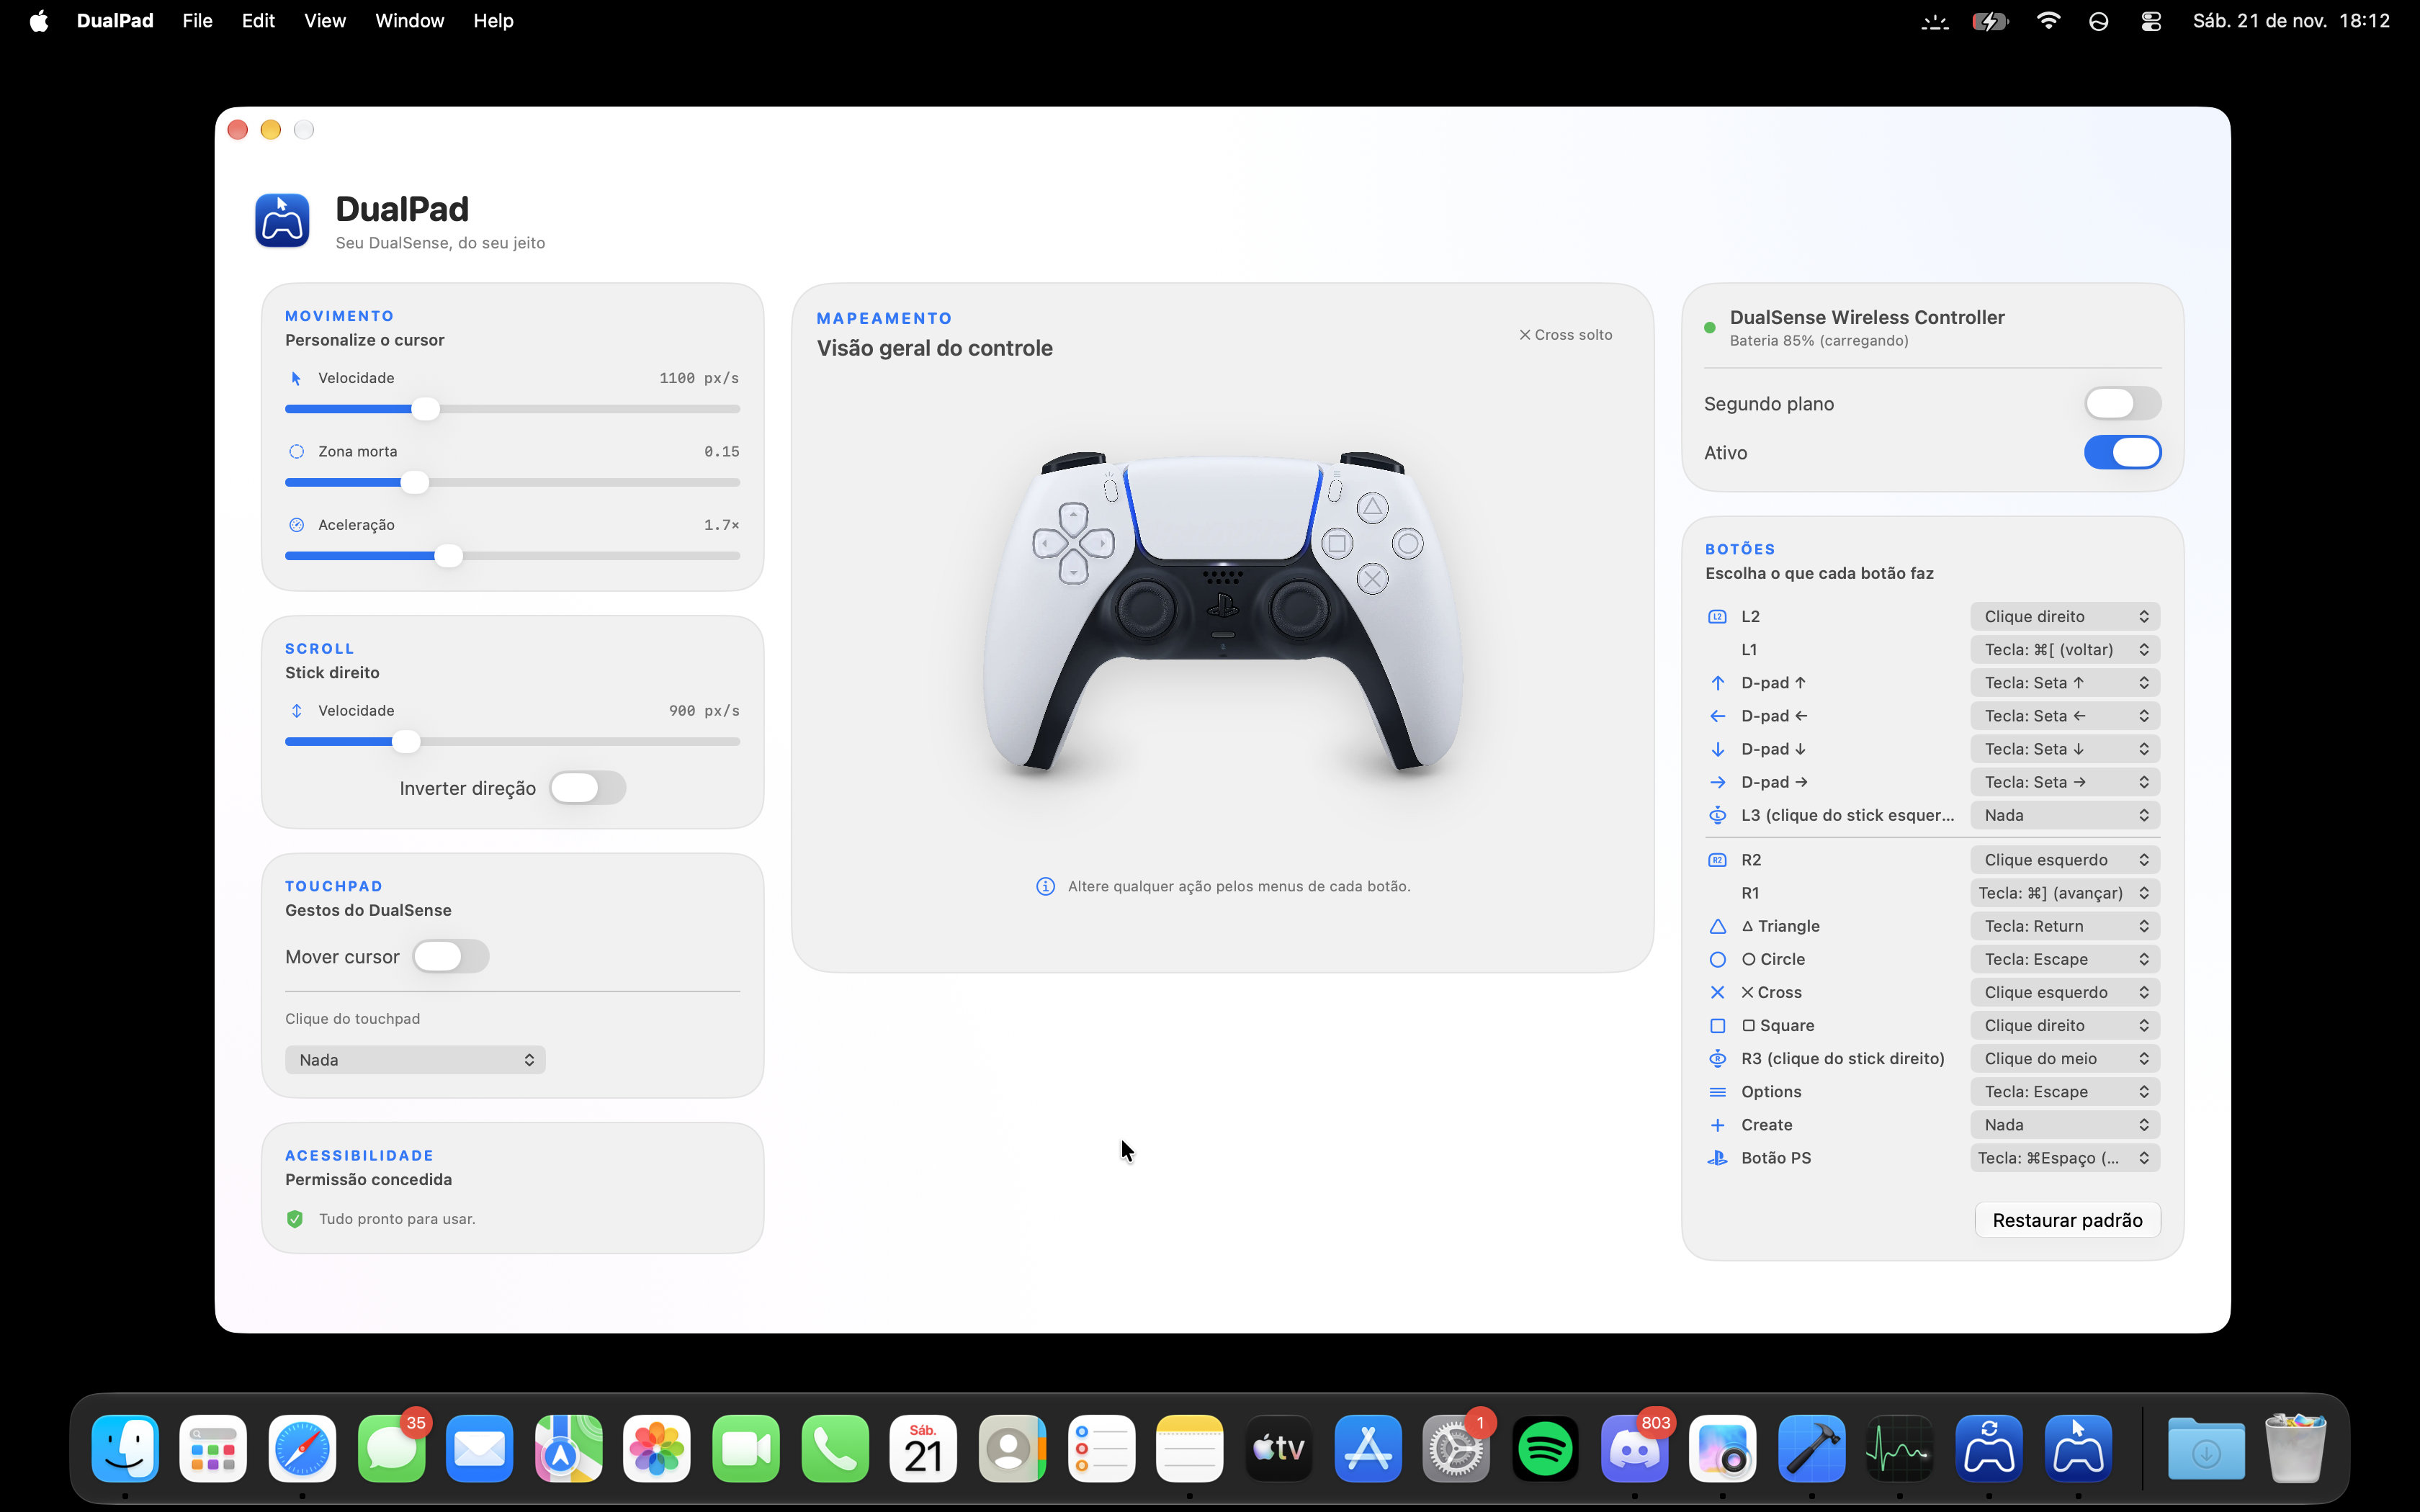 DualPad File Edit View Window Help
Sáb. 21 de nov. 18:12
DualPad
Seu DualSense, do seu jeito
MOVIMENTO
Personalize o cursor
Velocidade 1100 px/s
Zona morta 0.15
Aceleração 1.7×
SCROLL
Stick direito
Velocidade 900 px/s
Inverter direção
TOUCHPAD
Gestos do DualSense
Mover cursor
Clique do touchpad
Nada
ACESSIBILIDADE
Permissão concedida
Tudo pronto para usar.
MAPEAMENTO
Visão geral do controle
✕ Cross solto
Altere qualquer ação pelos menus de cada botão.
DualSense Wireless Controller
Bateria 85% (carregando)
Segundo plano
Ativo
BOTÕES
Escolha o que cada botão faz
L2 L2 Clique direito
L1 Tecla: ⌘[ (voltar)
D-pad ↑ Tecla: Seta ↑
D-pad ← Tecla: Seta ←
D-pad ↓ Tecla: Seta ↓
D-pad → Tecla: Seta →
L L3 (clique do stick esquer... Nada
R2 R2 Clique esquerdo
R1 Tecla: ⌘] (avançar)
△ Triangle Tecla: Return
○ Circle Tecla: Escape
✕ Cross Clique esquerdo
□ Square Clique direito
R R3 (clique do stick direito) Clique do meio
Options Tecla: Escape
Create Nada
Botão PS Tecla: ⌘Espaço (...
Restaurar padrão
35
Sáb.
21
tv
1
803